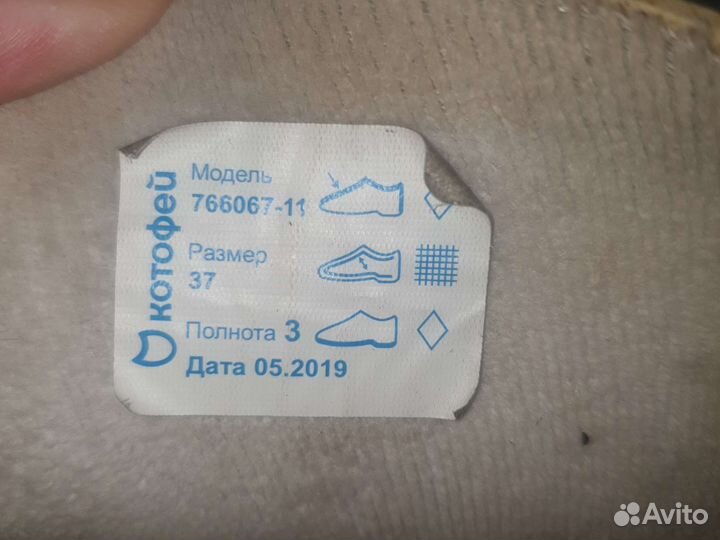 котофей
Модель
766067-11
Размер
37
Полнота 3
Дата 05.2019
Avito